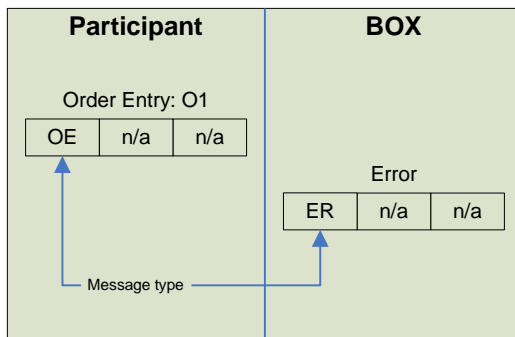 Participant
BOX
Order Entry: O1
OE n/a n/a
Error
ER n/a n/a
Message type